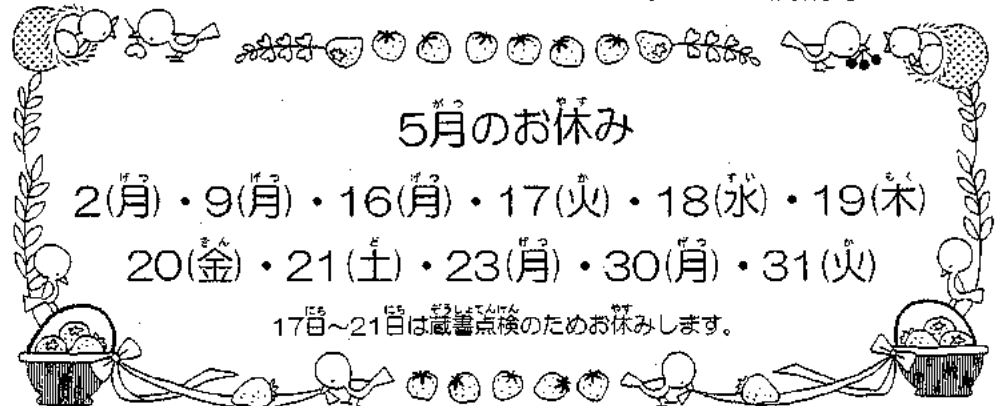 5月のお休み
2(月)・9(月)・16(月)・17(火)・18(水)・19(木)
20(金)・21(土)・23(月)・30(月)・31(火)
17日~21日は蔵書点検のためお休みします。